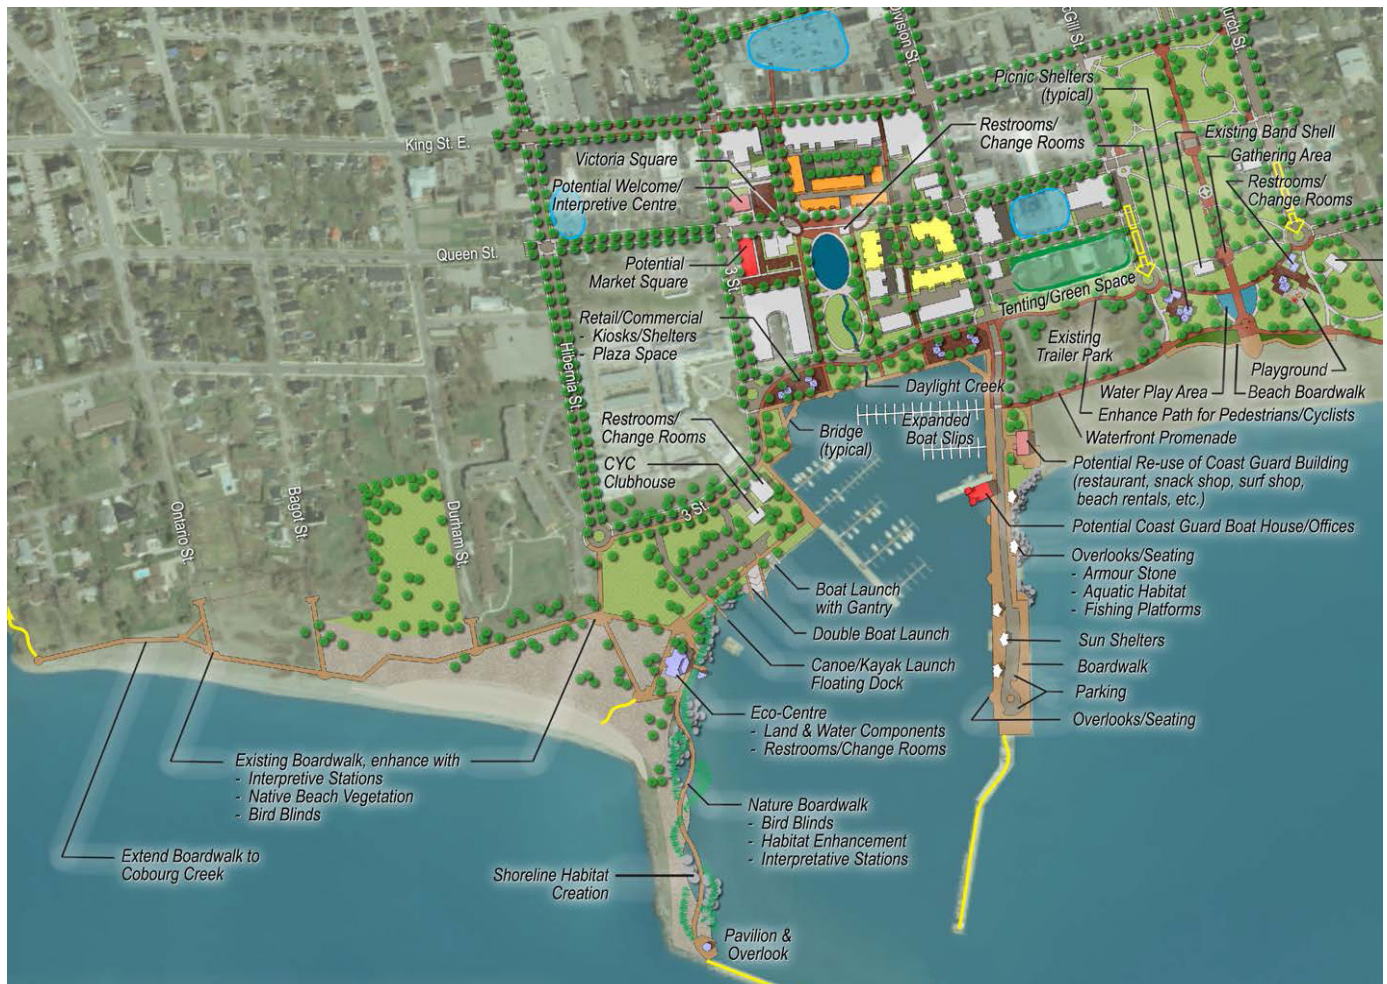 Division St.
McGill St.
Church St.
Picnic Shelters
(typical)
King St. E.
Restrooms/
Change Rooms
Existing Band Shell
Gathering Area
Restrooms/
Change Rooms
Victoria Square
Potential Welcome/
Interpretive Centre
Queen St.
Potential
Market Square
3 St.
Tenting/Green Space
Retail/Commercial
- Kiosks/Shelters
- Plaza Space
Hibernia St.
Existing
Trailer Park
Playground
Daylight Creek
Water Play Area
Beach Boardwalk
Enhance Path for Pedestrians/Cyclists
Expanded
Boat Slips
Bridge
(typical)
Waterfront Promenade
Restrooms/
Change Rooms
CYC
Clubhouse
Potential Re-use of Coast Guard Building
(restaurant, snack shop, surf shop,
beach rentals, etc.)
Ontario St.
Bagot St.
Durham St.
3 St.
Potential Coast Guard Boat House/Offices
Overlooks/Seating
- Armour Stone
- Aquatic Habitat
- Fishing Platforms
Boat Launch
with Gantry
Double Boat Launch
Sun Shelters
Canoe/Kayak Launch
Floating Dock
Boardwalk
Parking
Overlooks/Seating
Eco-Centre
- Land & Water Components
- Restrooms/Change Rooms
Existing Boardwalk, enhance with
- Interpretive Stations
- Native Beach Vegetation
- Bird Blinds
Nature Boardwalk
- Bird Blinds
- Habitat Enhancement
- Interpretative Stations
Extend Boardwalk to
Cobourg Creek
Shoreline Habitat
Creation
Pavilion &
Overlook